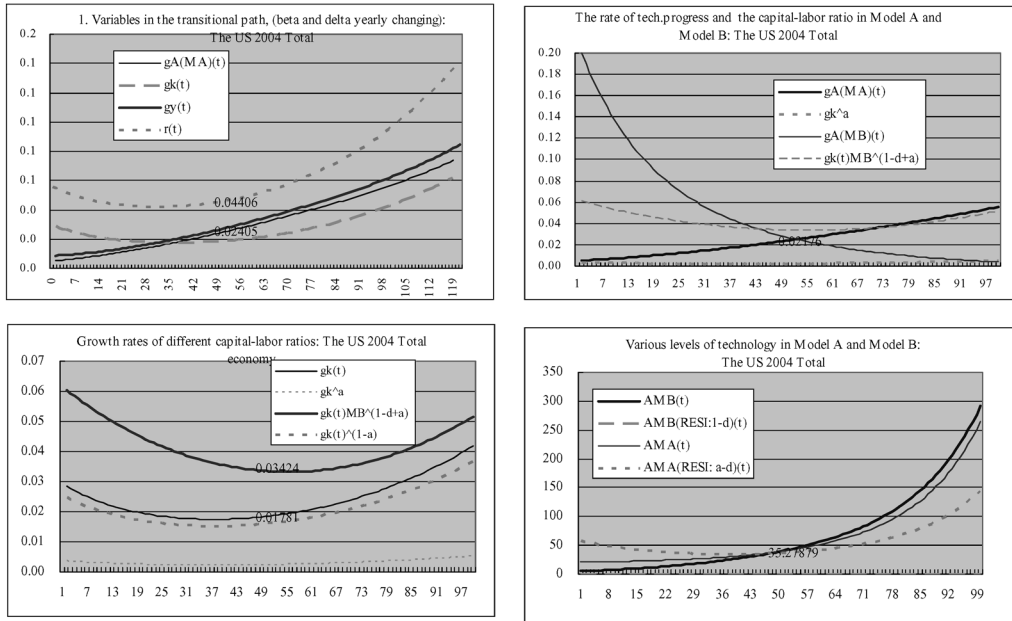 1. Variables in the transitional path, (beta and delta yearly changing):
The US 2004 Total
0.2
0.1
0.1
0.1
0.1
0.1
0.0
0.0
0.0
gA(MA)(t)
gk(t)
gy(t)
r(t)
0.04406
0.02405
0 7 14 21 28 35 42 49 56 63 70 77 84 91 98 105 112 119
The rate of tech.progress and the capital-labor ratio in Model A and
Model B: The US 2004 Total
0.20
0.18
0.16
0.14
0.12
0.10
0.08
0.06
0.04
0.02
0.00
gA(MA)(t)
gk^a
gA(MB)(t)
gk(t)MB^(1-d+a)
0.02176
1 7 13 19 25 31 37 43 49 55 61 67 73 79 85 91 97
Growth rates of different capital-labor ratios: The US 2004 Total
economy
0.07
0.06
0.05
0.04
0.03
0.02
0.01
0.00
gk(t)
gk^a
gk(t)MB^(1-d+a)
gk(t)^(1-a)
0.03424
0.01781
1 7 13 19 25 31 37 43 49 55 61 67 73 79 85 91 97
Various levels of technology in Model A and Model B:
The US 2004 Total
350
300
250
200
150
100
50
0
AMB(t)
AMB(RESI:1-d)(t)
AMA(t)
AMA(RESI: a-d)(t)
35.27879
1 8 15 22 29 36 43 50 57 64 71 78 85 92 99